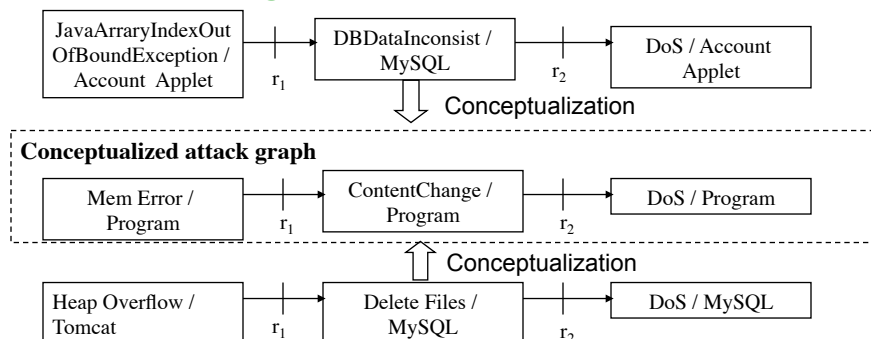 JavaArraryIndexOut
OfBoundException /
Account Applet
r1
DBDataInconsist /
MySQL
r2
DoS / Account
Applet
Conceptualization
Conceptualized attack graph
Mem Error /
Program
r1
ContentChange /
Program
r2
DoS / Program
Conceptualization
Heap Overflow /
Tomcat
r1
Delete Files /
MySQL
r2
DoS / MySQL